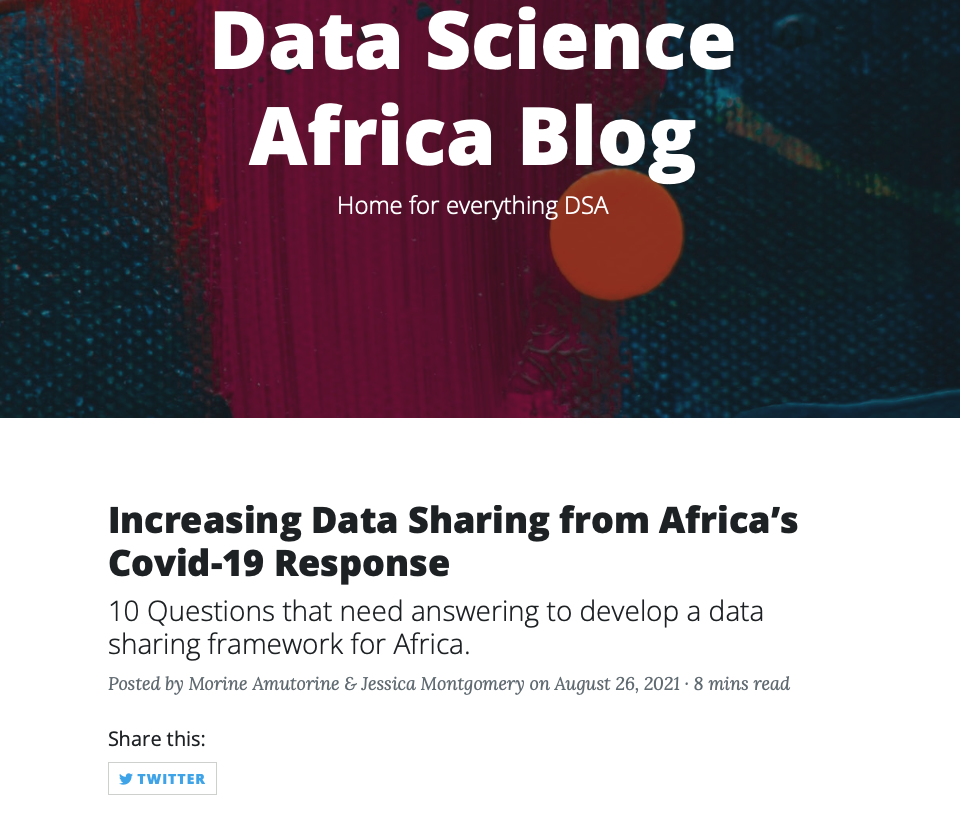 Data Science
Africa Blog
Home for everything DSA
Increasing Data Sharing from Africa’s
Covid-19 Response
10 Questions that need answering to develop a data
sharing framework for Africa.
Posted by Morine Amutorine & Jessica Montgomery on August 26, 2021 · 8 mins read
Share this:
TWITTER